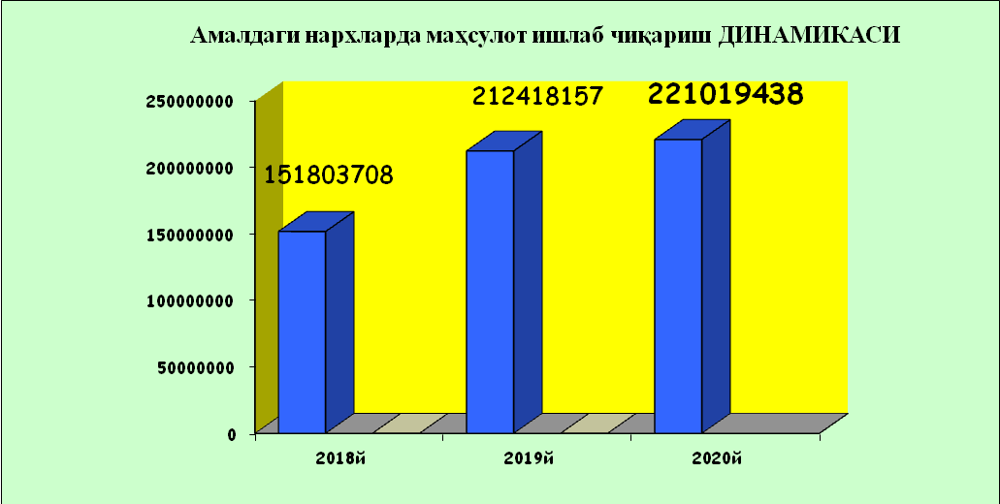 Амалдаги нархларда маҳсулот ишлаб чиқариш ДИНАМИКАСИ
250000000
200000000
150000000
100000000
50000000
0
151803708
212418157
221019438
2018й
2019й
2020й